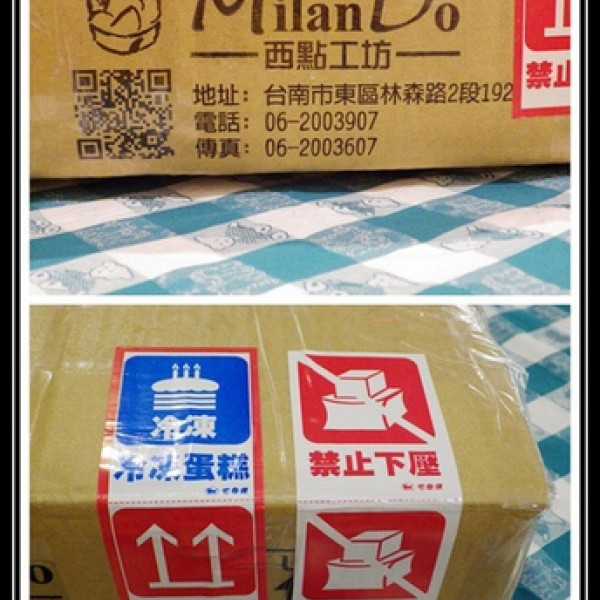 MilanDo
西點工坊
禁止
地址：台南市東區林森路2段192
電話：06-2003907
傳真：06-2003607
冷凍
冷凍蛋糕
禁止下壓